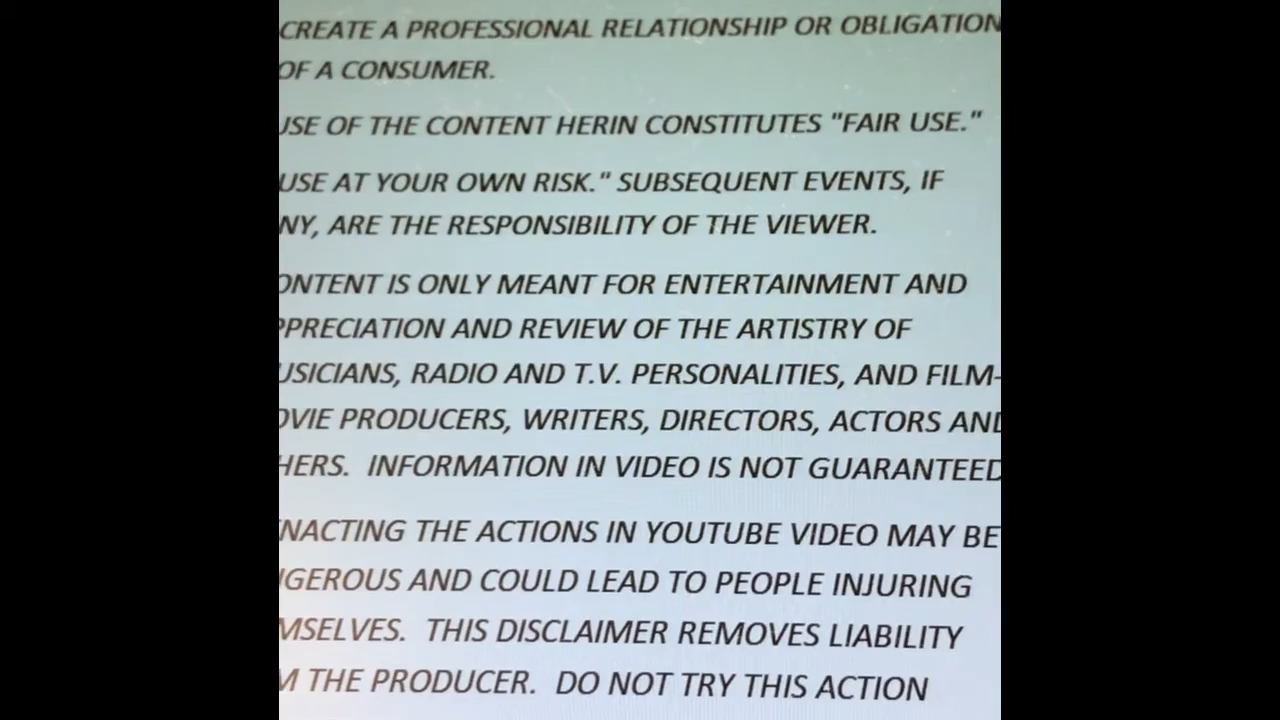 CREATE A PROFESSIONAL RELATIONSHIP OR OBLIGATION
OF A CONSUMER.
USE OF THE CONTENT HERIN CONSTITUTES "FAIR USE."
USE AT YOUR OWN RISK." SUBSEQUENT EVENTS, IF
NY, ARE THE RESPONSIBILITY OF THE VIEWER.
ONTENT IS ONLY MEANT FOR ENTERTAINMENT AND
PPRECIATION AND REVIEW OF THE ARTISTRY OF
USICIANS, RADIO AND T.V. PERSONALITIES, AND FILM-
OVIE PRODUCERS, WRITERS, DIRECTORS, ACTORS AND
HERS. INFORMATION IN VIDEO IS NOT GUARANTEED
NACTING THE ACTIONS IN YOUTUBE VIDEO MAY BE
NGEROUS AND COULD LEAD TO PEOPLE INJURING
MSELVES. THIS DISCLAIMER REMOVES LIABILITY
M THE PRODUCER. DO NOT TRY THIS ACTION